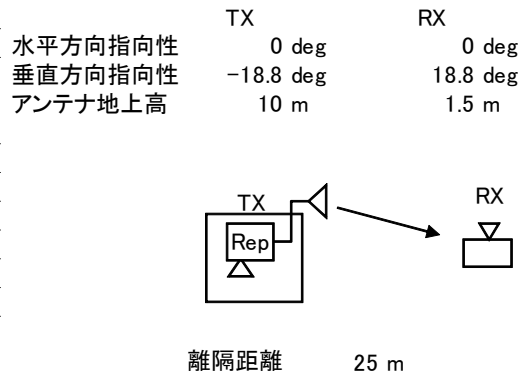 TX RX
水平方向指向性 0 deg 0 deg
垂直方向指向性 -18.8 deg 18.8 deg
アンテナ地上高 10 m 1.5 m
TX RX
Rep
離隔距離 25 m